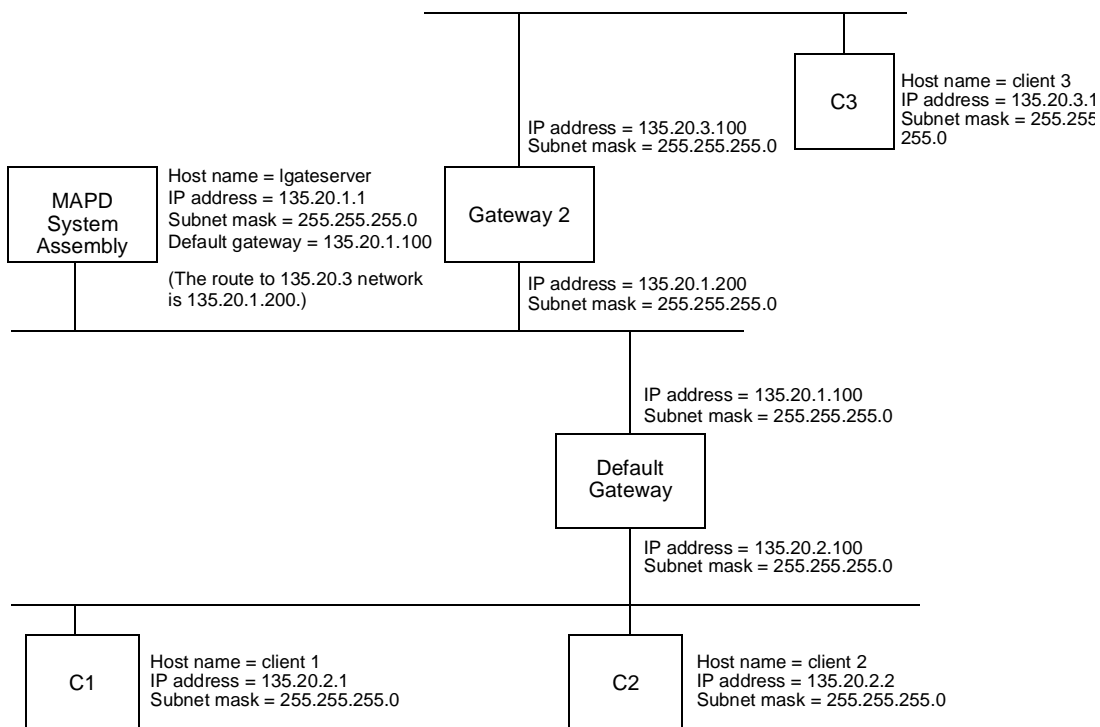 C3
Host name = client 3
IP address = 135.20.3.1
Subnet mask = 255.255
255.0
IP address = 135.20.3.100
Subnet mask = 255.255.255.0
MAPD
System
Assembly
Host name = Igateserver
IP address = 135.20.1.1
Subnet mask = 255.255.255.0
Default gateway = 135.20.1.100
(The route to 135.20.3 network
is 135.20.1.200.)
Gateway 2
IP address = 135.20.1.200
Subnet mask = 255.255.255.0
IP address = 135.20.1.100
Subnet mask = 255.255.255.0
Default
Gateway
IP address = 135.20.2.100
Subnet mask = 255.255.255.0
C1
Host name = client 1
IP address = 135.20.2.1
Subnet mask = 255.255.255.0
C2
Host name = client 2
IP address = 135.20.2.2
Subnet mask = 255.255.255.0